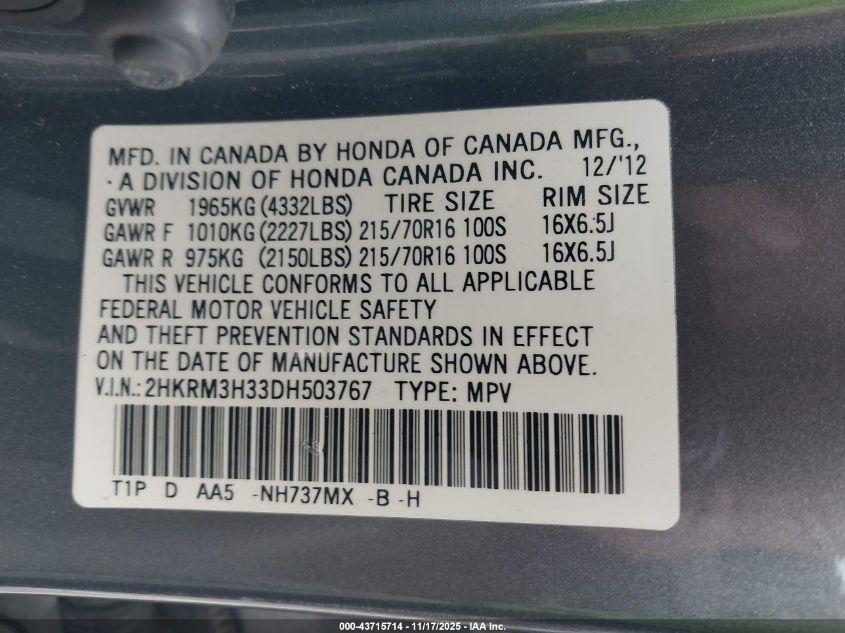 MFD. IN CANADA BY HONDA OF CANADA MFG.,
A DIVISION OF HONDA CANADA INC. 12/'12
GVWR 1965KG (4332LBS) TIRE SIZE RIM SIZE
GAWR F 1010KG (2227LBS) 215/70R16 100S 16X6.5J
GAWR R 975KG (2150LBS) 215/70R16 100S 16X6.5J
THIS VEHICLE CONFORMS TO ALL APPLICABLE
FEDERAL MOTOR VEHICLE SAFETY
AND THEFT PREVENTION STANDARDS IN EFFECT
ON THE DATE OF MANUFACTURE SHOWN ABOVE.
V.I.N.: 2HKRM3H33DH503767 TYPE: MPV
T1P D AA5 -NH737MX -B -H
000-43715714 - 11/17/2025 - IAA Inc.